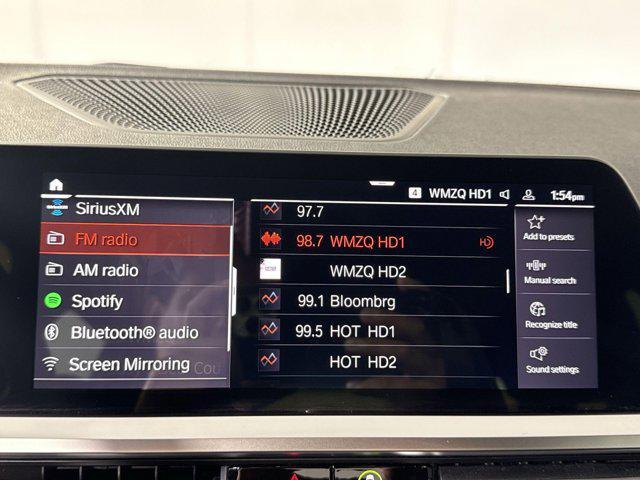 4 WMZQ HD1 1:54pm
SiriusXM
FM radio
AM radio
Spotify
Bluetooth® audio
Screen Mirroring
Cou
97.7
98.7 WMZQ HD1
WMZQ HD2
99.1 Bloombrg
99.5 HOT HD1
HOT HD2
Add to presets
Manual search
Recognize title
Sound settings